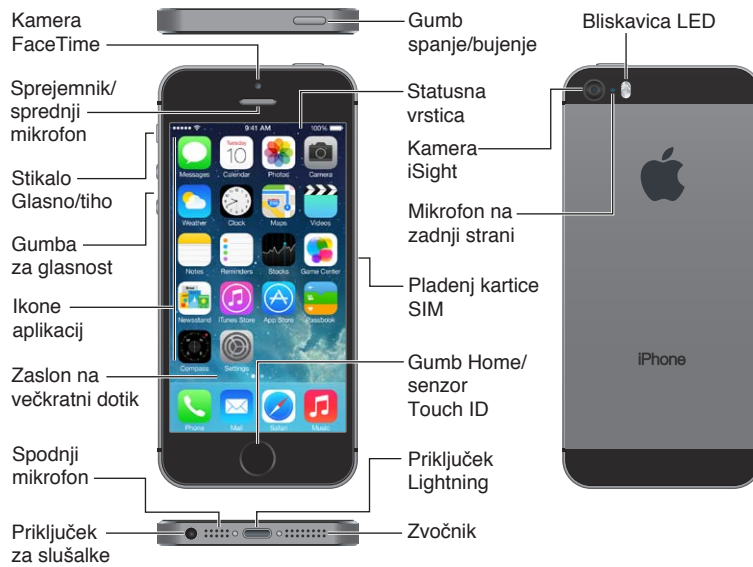 Kamera
FaceTime
Sprejemnik/
sprednji
mikrofon
Stikalo
Glasno/tiho
Gumba
za glasnost
Ikone
aplikacij
Zaslon na
večkratni dotik
Spodnji
mikrofon
Priključek
za slušalke
9:41 AM
100%
Tuesday
10
Messages
Calendar
Photos
Camera
Weather
Clock
Maps
Videos
Notes
Reminders
Stocks
Game Center
Newsstand
iTunes Store
App Store
Passbook
Compass
Settings
Phone
Mail
Safari
Music
Gumb
spanje/bujenje
Statusna
vrstica
Kamera
iSight
Mikrofon na
zadnji strani
Pladenj kartice
SIM
Gumb Home/
senzor
Touch ID
Priključek
Lightning
Zvočnik
Bliskavica LED
iPhone